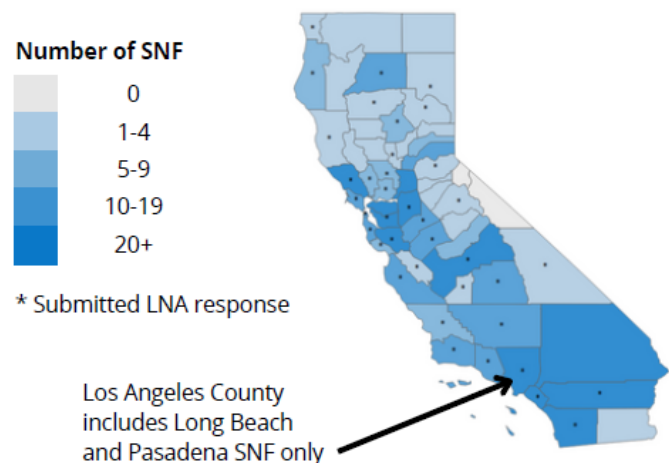 Number of SNF
0
1-4
5-9
10-19
20+
* Submitted LNA response
Los Angeles County
includes Long Beach
and Pasadena SNF only